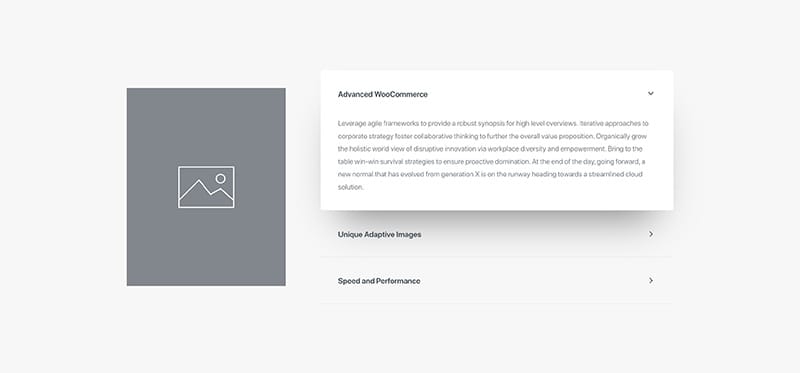 Advanced WooCommerce
Leverage agile frameworks to provide a robust synopsis for high level overviews. Iterative approaches to
corporate strategy foster collaborative thinking to further the overall value proposition. Organically grow
the holistic world view of disruptive innovation via workplace diversity and empowerment. Bring to the
table win-win survival strategies to ensure proactive domination. At the end of the day, going forward, a
new normal that has evolved from generation X is on the runway heading towards a streamlined cloud
solution.
Unique Adaptive Images
Speed and Performance